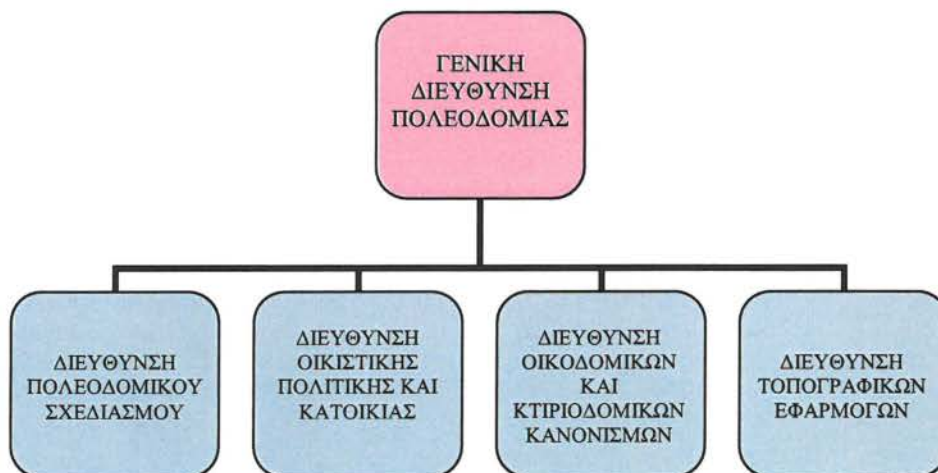 ΓΕΝΙΚΗ
ΔΙΕΥΘΥΝΣΗ
ΠΟΛΕΟΔΟΜΙΑΣ
ΔΙΕΥΘΥΝΣΗ
ΠΟΛΕΟΔΟΜΙΚΟΥ
ΣΧΕΔΙΑΣΜΟΥ
ΔΙΕΥΘΥΝΣΗ
ΟΙΚΙΣΤΙΚΗΣ
ΠΟΛΙΤΙΚΗΣ ΚΑΙ
ΚΑΤΟΙΚΙΑΣ
ΔΙΕΥΘΥΝΣΗ
ΟΙΚΟΔΟΜΙΚΩΝ
ΚΑΙ
ΚΤΙΡΙΟΔΟΜΙΚΩΝ
ΚΑΝΟΝΙΣΜΩΝ
ΔΙΕΥΘΥΝΣΗ
ΤΟΠΟΓΡΑΦΙΚΩΝ
ΕΦΑΡΜΟΓΩΝ